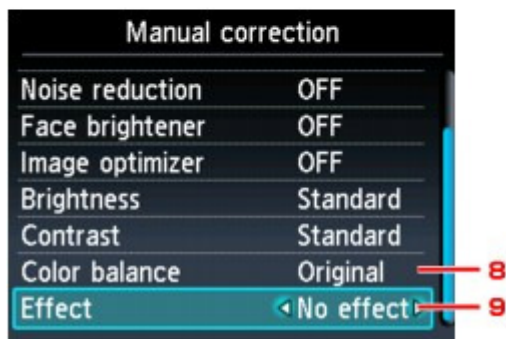 Manual correction
Noise reduction OFF
Face brightener OFF
Image optimizer OFF
Brightness Standard
Contrast Standard
Color balance Original 8
Effect No effect 9